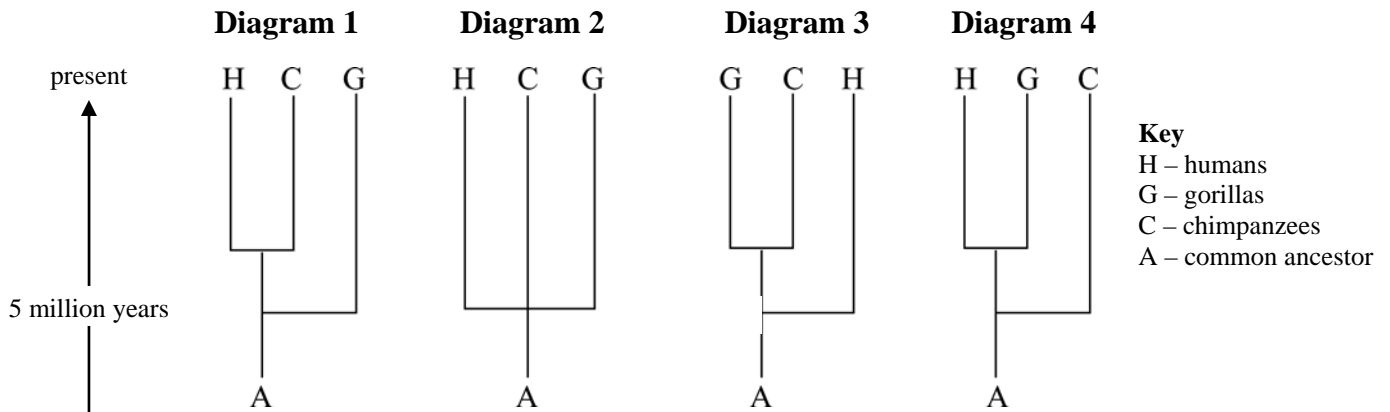 Diagram 1 Diagram 2 Diagram 3 Diagram 4
present H C G H C G G C H H G C
Key
H – humans
G – gorillas
C – chimpanzees
A – common ancestor
5 million years
A A A A